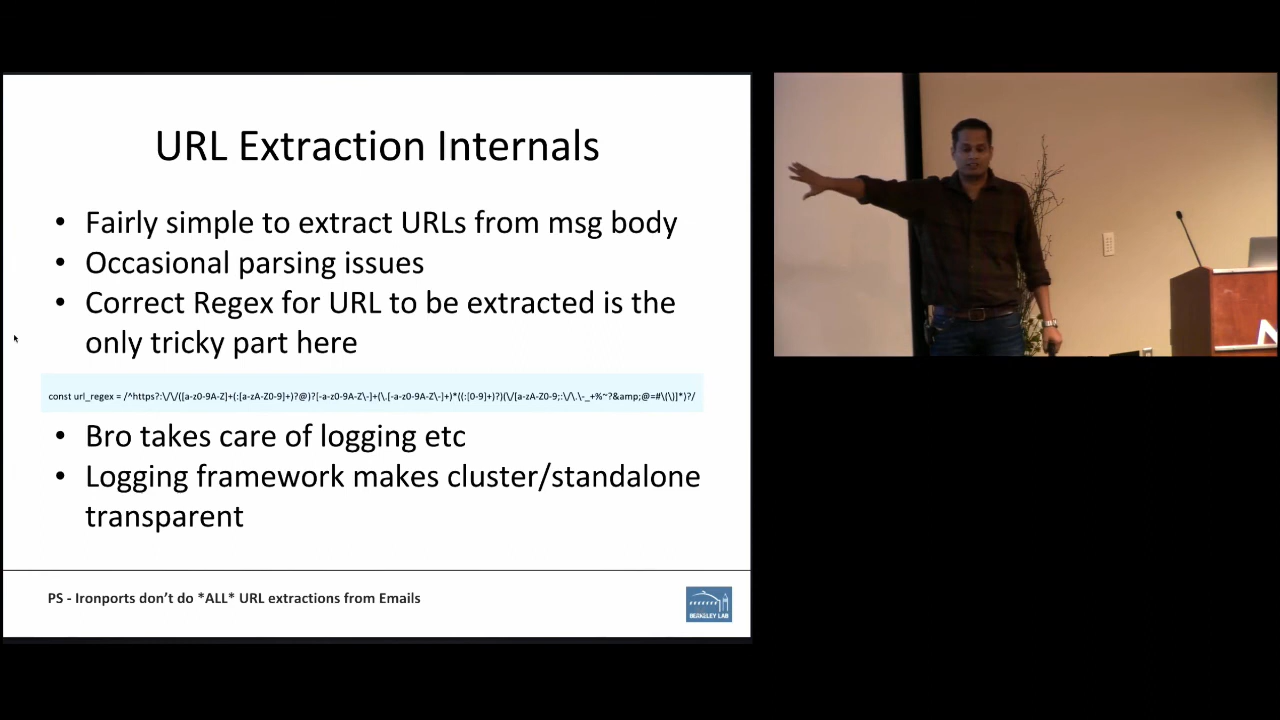 URL Extraction Internals
• Fairly simple to extract URLs from msg body
• Occasional parsing issues
• Correct Regex for URL to be extracted is the
only tricky part here
const url_regex = /^https?:\/\/([a-z0-9A-Z]+(:[a-zA-Z0-9]+)?@)?[-a-z0-9A-Z\-]+(\.[-a-z0-9A-Z\-]+)*((:[0-9]+)?)(\/[a-zA-Z0-9;:\/\.\-_+%~?&amp;@=#\(\)]*)?/
• Bro takes care of logging etc
• Logging framework makes cluster/standalone
transparent
PS - Ironports don’t do *ALL* URL extractions from Emails
BERKELEY LAB